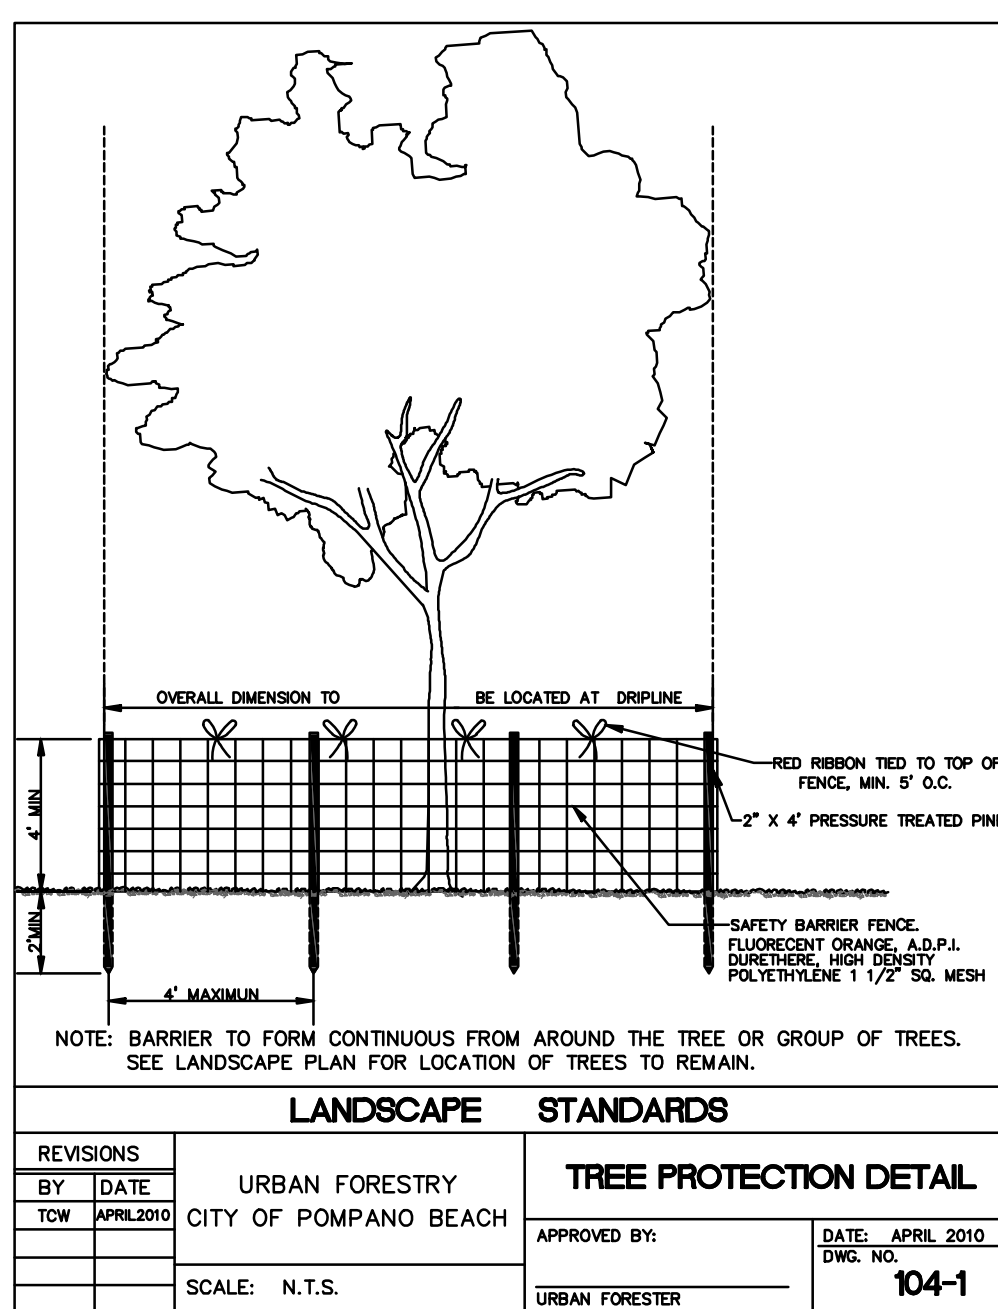 OVERALL DIMENSION TO BE LOCATED AT DRIPLINE
RED RIBBON TIED TO TOP OF
FENCE, MIN. 5' O.C.
2" X 4' PRESSURE TREATED
4' MIN
2'MIN
SAFETY BARRIER FENCE.
FLUORECENT ORANGE, A.D.P.I.
DURETHERE, HIGH DENSITY
POLYETHYLENE 1 1/2" SQ. MESH
4' MAXIMUN
NOTE: BARRIER TO FORM CONTINUOUS FROM AROUND THE TREE OR GROUP OF TREES.
SEE LANDSCAPE PLAN FOR LOCATION OF TREES TO REMAIN.
LANDSCAPE STANDARDS
REVISIONS
BY DATE
TCW APRIL2010
URBAN FORESTRY
CITY OF POMPANO BEACH
SCALE: N.T.S.
TREE PROTECTION DETAIL
APPROVED BY:
URBAN FORESTER
DATE: APRIL 2010
DWG. NO.
104-1